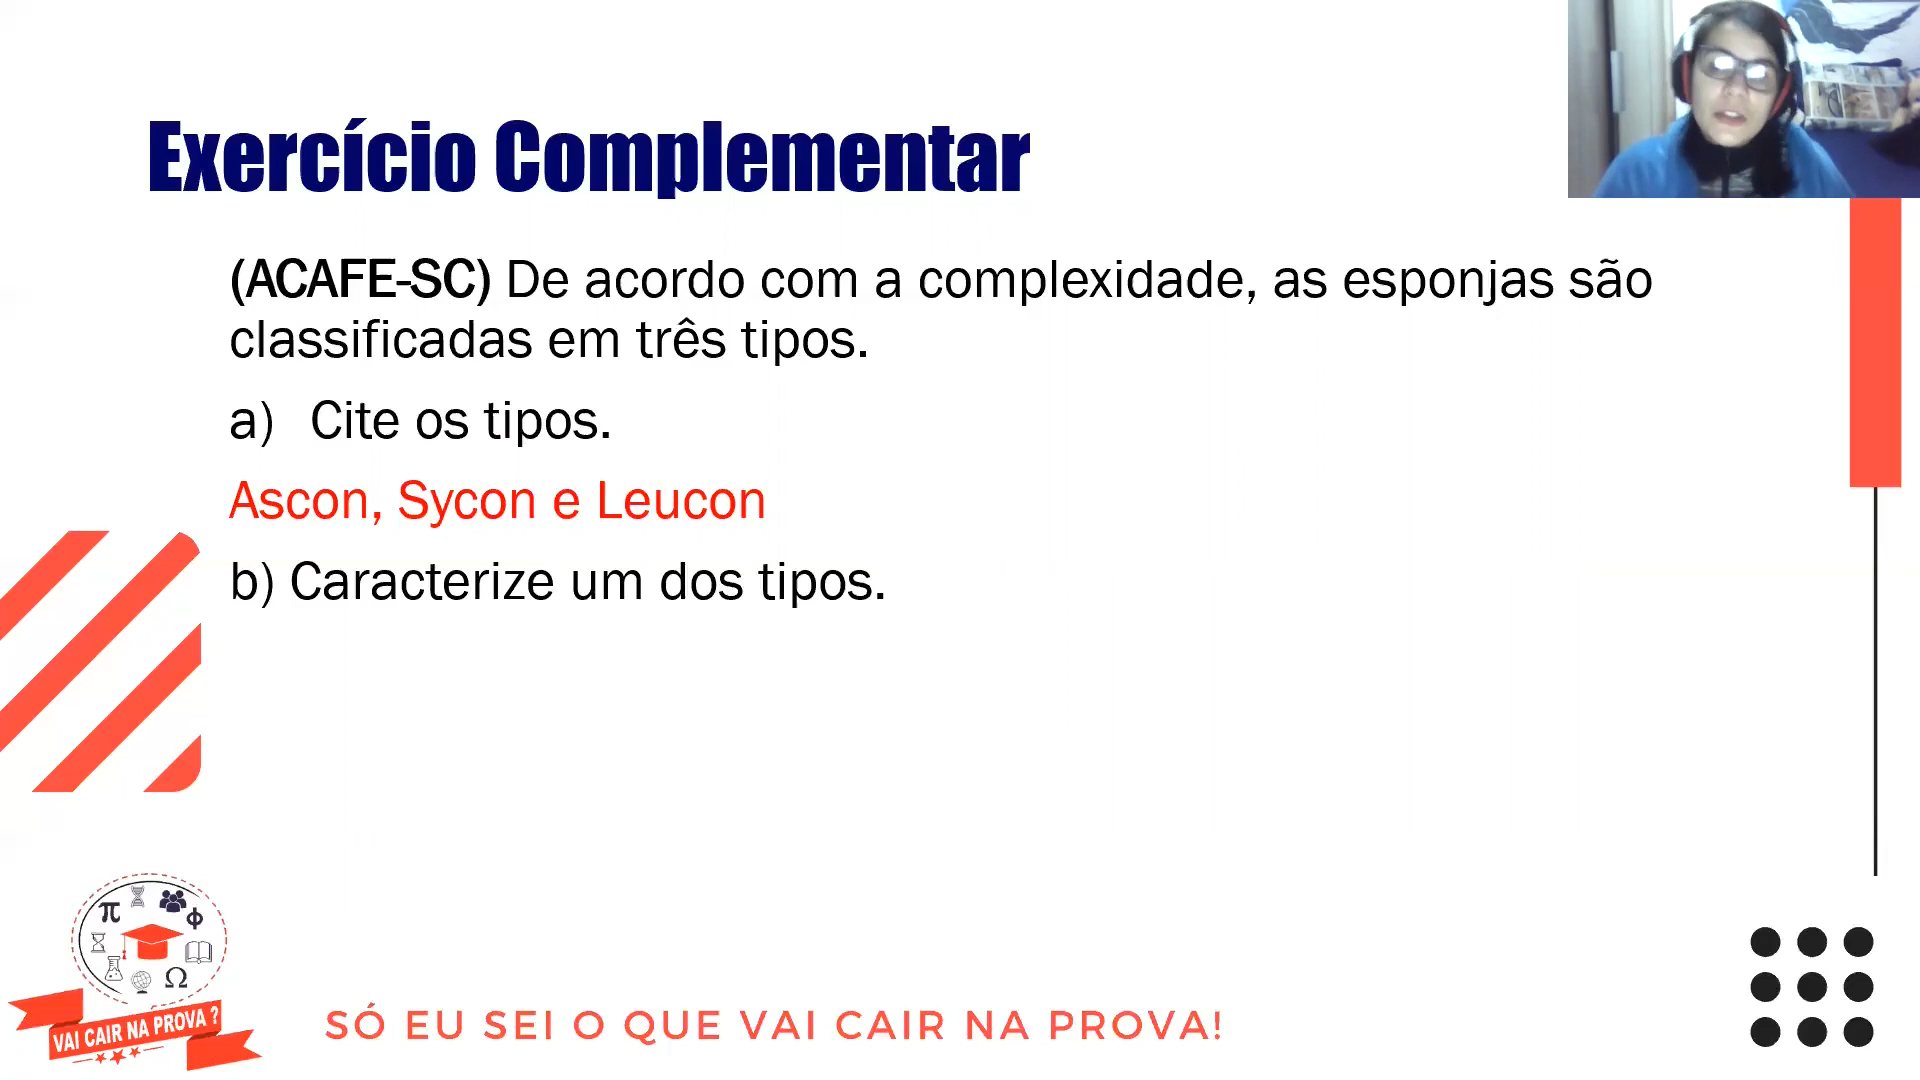 Exercício Complementar
(ACAFE-SC) De acordo com a complexidade, as esponjas são
classificadas em três tipos.
a) Cite os tipos.
Ascon, Sycon e Leucon
b) Caracterize um dos tipos.
π
Φ
Ω
VAI CAIR NA PROVA ?
SÓ EU SEI O QUE VAI CAIR NA PROVA!